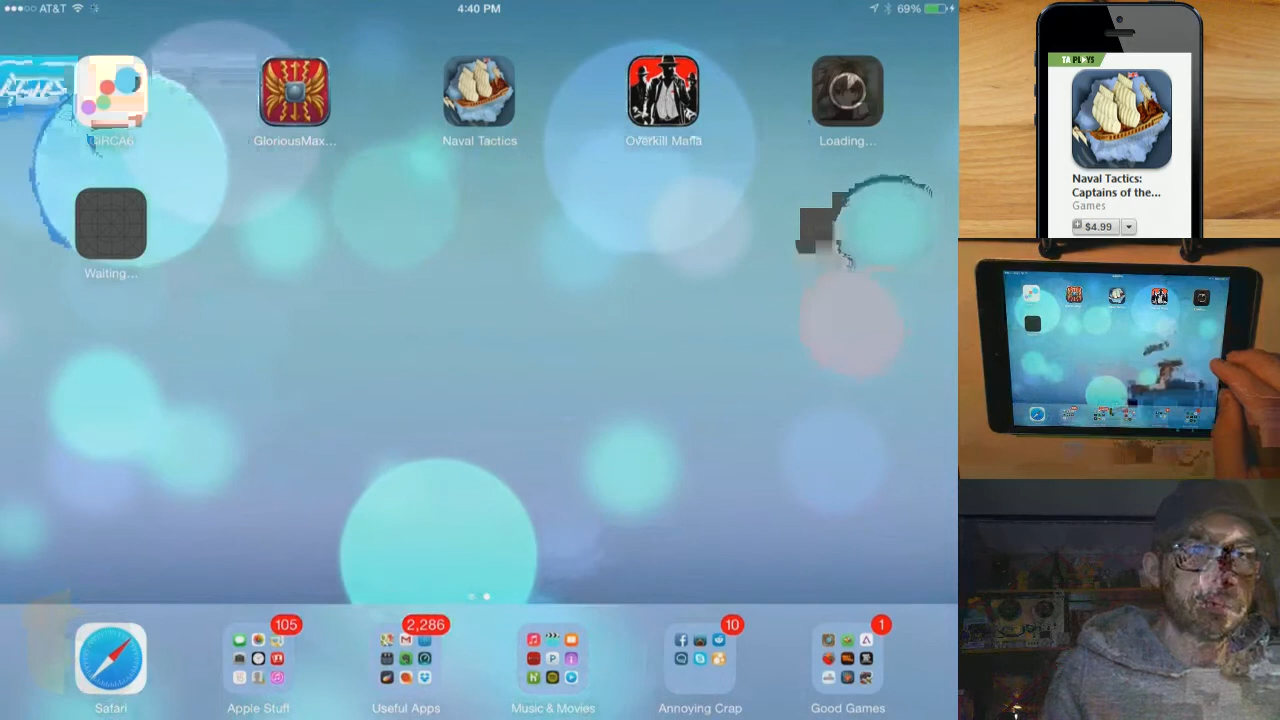 AT&T
4:40 PM
69%
GloriousMax...
Naval Tactics
Overkill Mafia
Loading...
Waiting...
105
2,286
10
1
Safari
Apple Stuff
Useful Apps
Music & Movies
Annoying Crap
Good Games
TA PLAYS
Naval Tactics:
Captains of the...
Games
$4.99